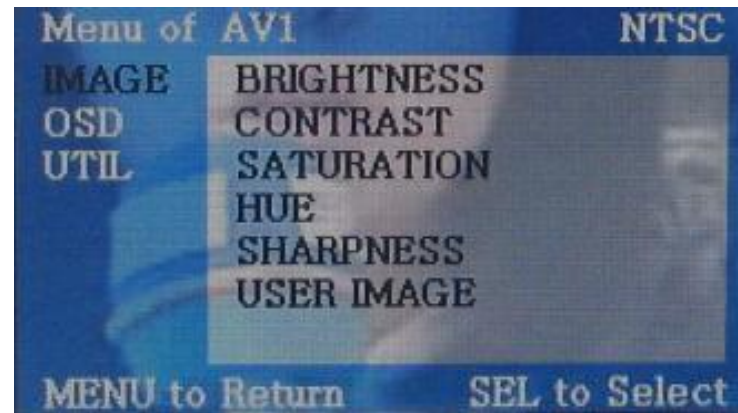 Menu of AV1 NTSC
IMAGE BRIGHTNESS
OSD CONTRAST
UTIL SATURATION
HUE
SHARPNESS
USER IMAGE
MENU to Return SEL to Select